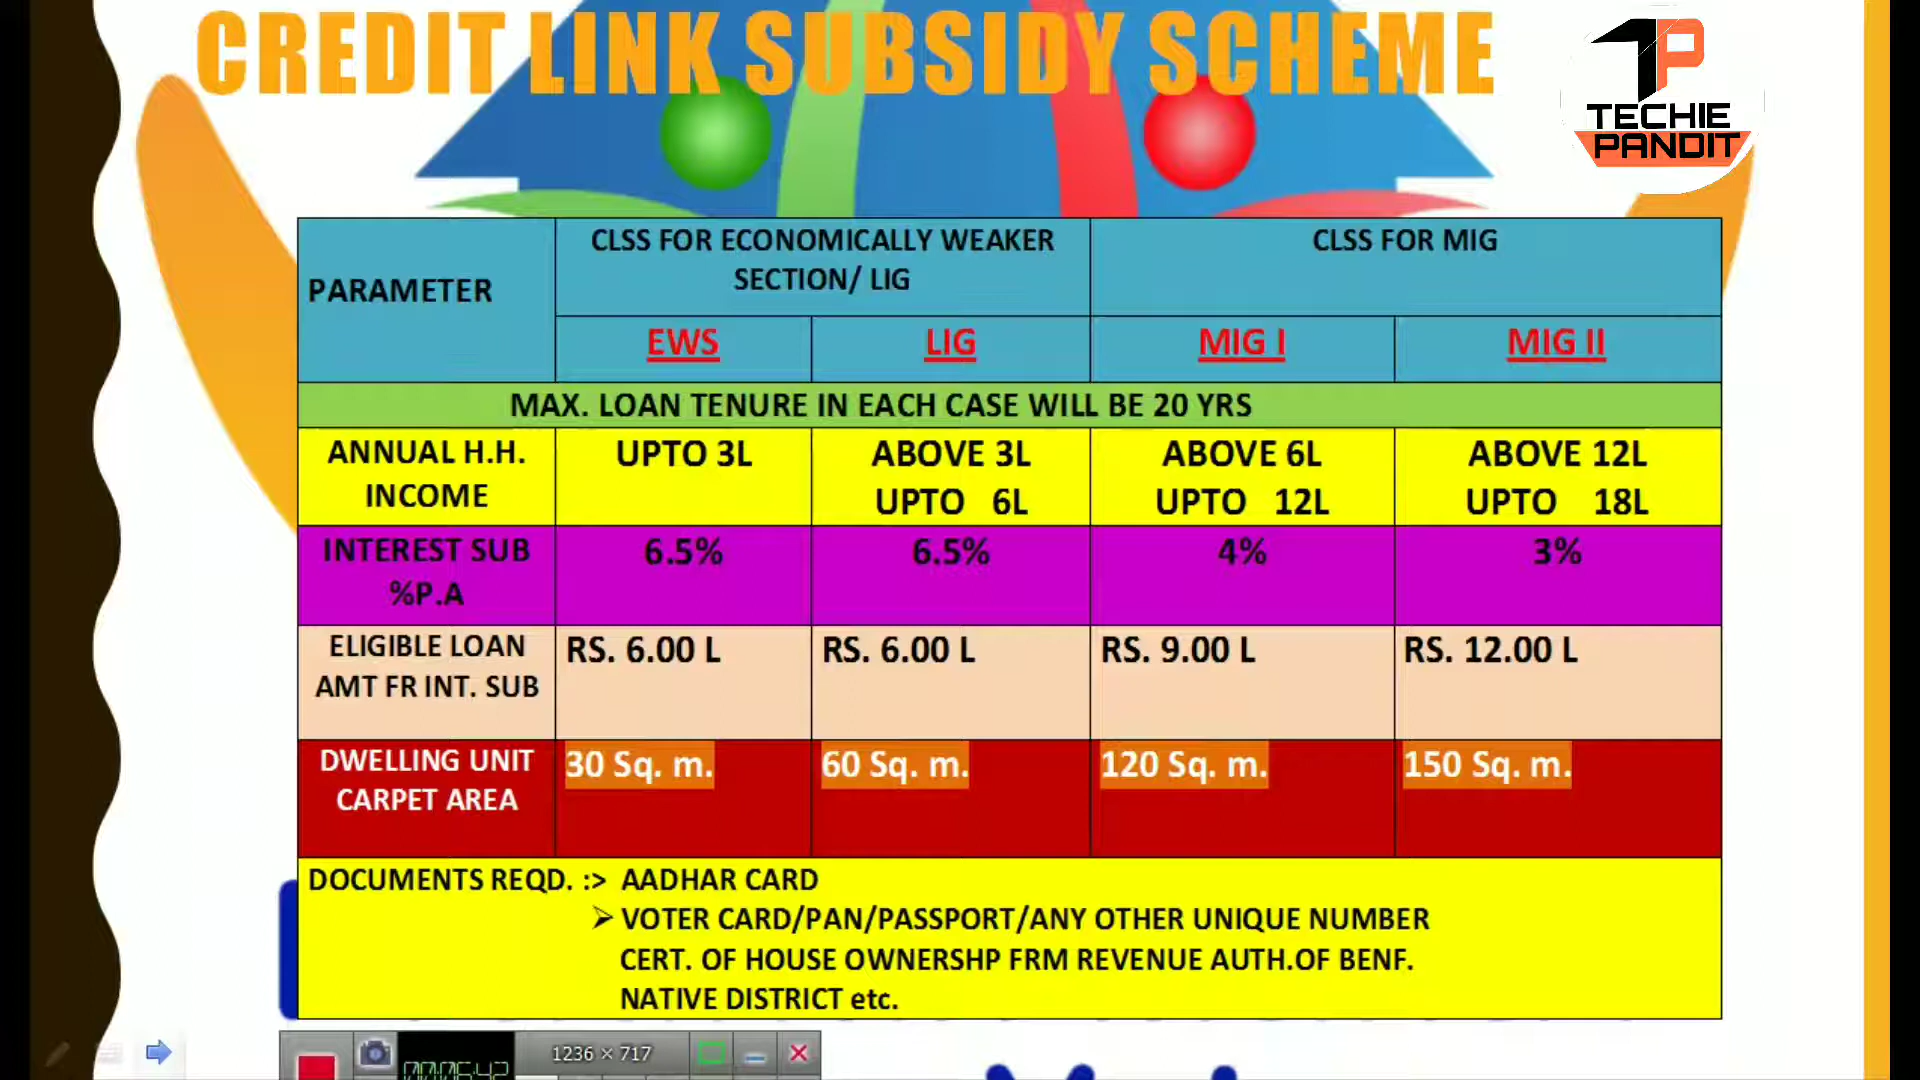 CREDIT LINK SUBSIDY SCHEME
TP
TECHIE
PANDIT
PARAMETER
CLSS FOR ECONOMICALLY WEAKER
SECTION/ LIG
CLSS FOR MIG
EWS
LIG
MIG I
MIG II
MAX. LOAN TENURE IN EACH CASE WILL BE 20 YRS
ANNUAL H.H.
INCOME
UPTO 3L
ABOVE 3L
UPTO 6L
ABOVE 6L
UPTO 12L
ABOVE 12L
UPTO 18L
INTEREST SUB
%P.A
6.5%
6.5%
4%
3%
ELIGIBLE LOAN
AMT FR INT. SUB
RS. 6.00 L
RS. 6.00 L
RS. 9.00 L
RS. 12.00 L
DWELLING UNIT
CARPET AREA
30 Sq. m.
60 Sq. m.
120 Sq. m.
150 Sq. m.
DOCUMENTS REQD. :> AADHAR CARD
➢ VOTER CARD/PAN/PASSPORT/ANY OTHER UNIQUE NUMBER
CERT. OF HOUSE OWNERSHP FRM REVENUE AUTH.OF BENF.
NATIVE DISTRICT etc.
00:06:42
1236 × 717